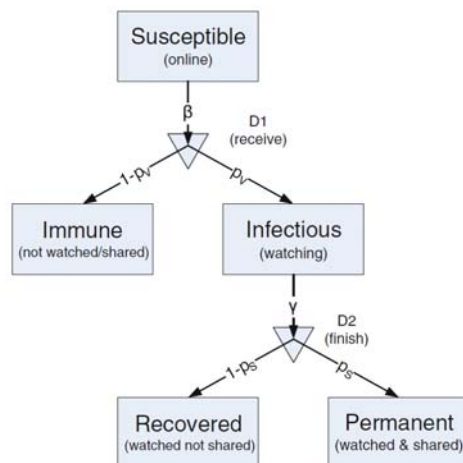 Susceptible
(online)
β
D1
(receive)
1-pᵥ
pᵥ
Immune
(not watched/shared)
Infectious
(watching)
γ
D2
(finish)
1-pₛ
pₛ
Recovered
(watched not shared)
Permanent
(watched & shared)